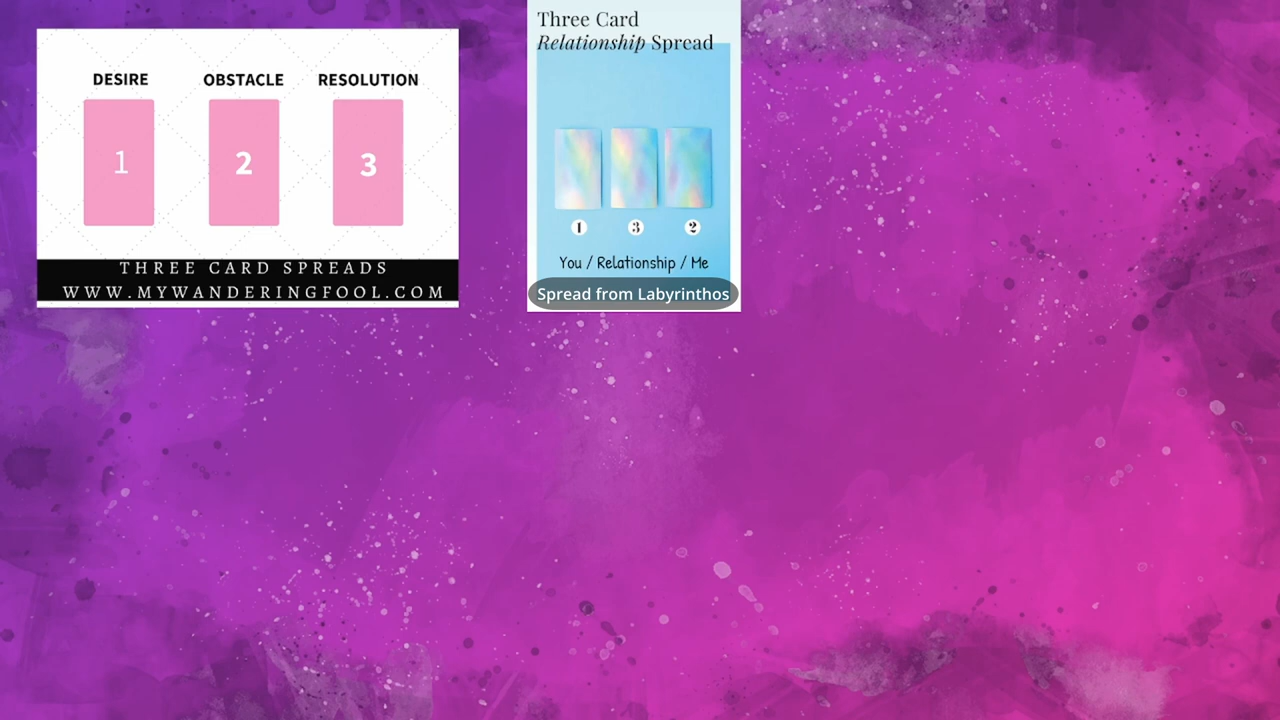 DESIRE OBSTACLE RESOLUTION
1 2 3
THREE CARD SPREADS
WWW.MYWANDERINGFOOL.COM
Three Card
Relationship Spread
1 3 2
You / Relationship / Me
Spread from Labyrinthos